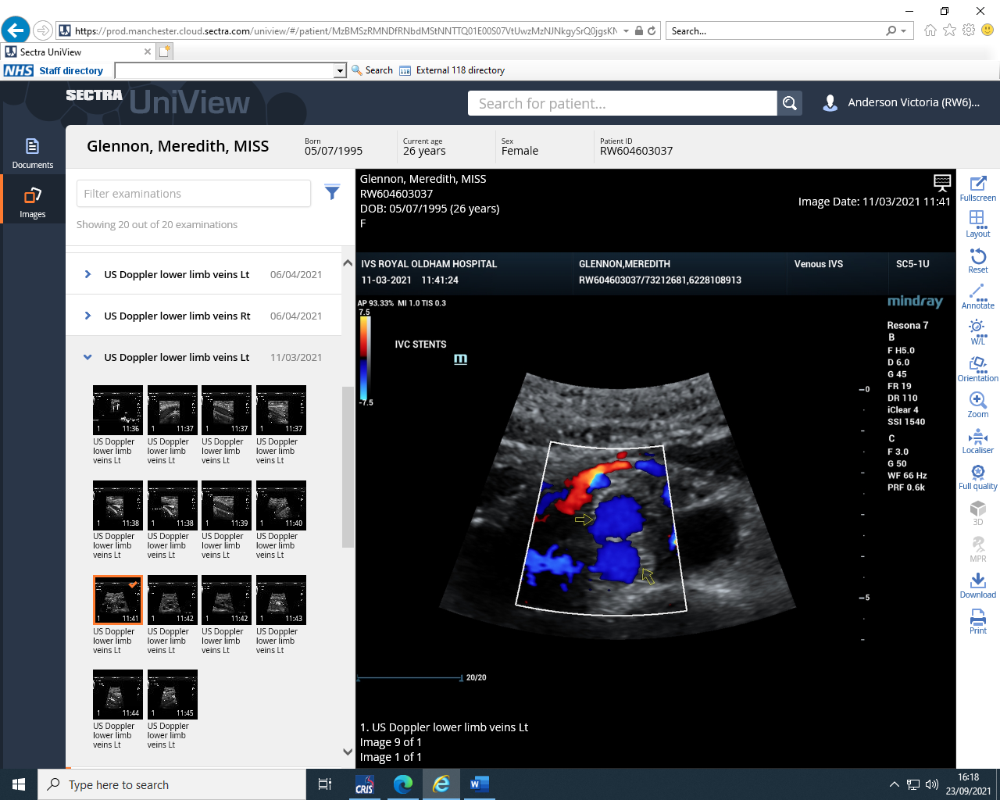 https://prod.manchester.cloud.sectra.com/uniview/#/patient/
Search...
Sectra UniView
NHS Staff directory
Search
External 118 directory
SECTRA UniView
Search for patient...
Anderson Victoria (RW6)...
Documents
Images
Glennon, Meredith, MISS
Born
05/07/1995
Current age
26 years
Sex
Female
Patient ID
RW604603037
Filter examinations
Showing 20 out of 20 examinations
US Doppler lower limb veins Lt 06/04/2021
US Doppler lower limb veins Rt 06/04/2021
US Doppler lower limb veins Lt 11/03/2021
1 11:36
1 11:37
1 11:37
1 11:37
US Doppler lower limb veins Lt
US Doppler lower limb veins Lt
US Doppler lower limb veins Lt
US Doppler lower limb veins Lt
1 11:38
1 11:38
1 11:39
1 11:40
US Doppler lower limb veins Lt
US Doppler lower limb veins Lt
US Doppler lower limb veins Lt
US Doppler lower limb veins Lt
1 11:41
1 11:42
1 11:42
1 11:43
US Doppler lower limb veins Lt
US Doppler lower limb veins Lt
US Doppler lower limb veins Lt
US Doppler lower limb veins Lt
1 11:44
1 11:45
US Doppler lower limb veins Lt
US Doppler lower limb veins Lt
Glennon, Meredith, MISS
RW604603037
DOB: 05/07/1995 (26 years)
F
Image Date: 11/03/2021 11:41
IVS ROYAL OLDHAM HOSPITAL
11-03-2021 11:41:24
GLENNON,MEREDITH
RW604603037/73212681,6228108913
Venous IVS
SC5-1U
AP 93.33% MI 1.0 TIS 0.3
7.5
-7.5
IVC STENTS
m
mindray
Resona 7
B
F H5.0
D 6.0
G 45
FR 19
DR 110
iClear 4
SSI 1540
C
F 3.0
G 50
WF 66 Hz
PRF 0.6k
0
5
20/20
1. US Doppler lower limb veins Lt
Image 9 of 1
Image 1 of 1
Fullscreen
Layout
Reset
Annotate
W/L
Orientation
Zoom
Localiser
Full quality
3D
MPR
Download
Print
Type here to search
CRIS
16:18
23/09/2021